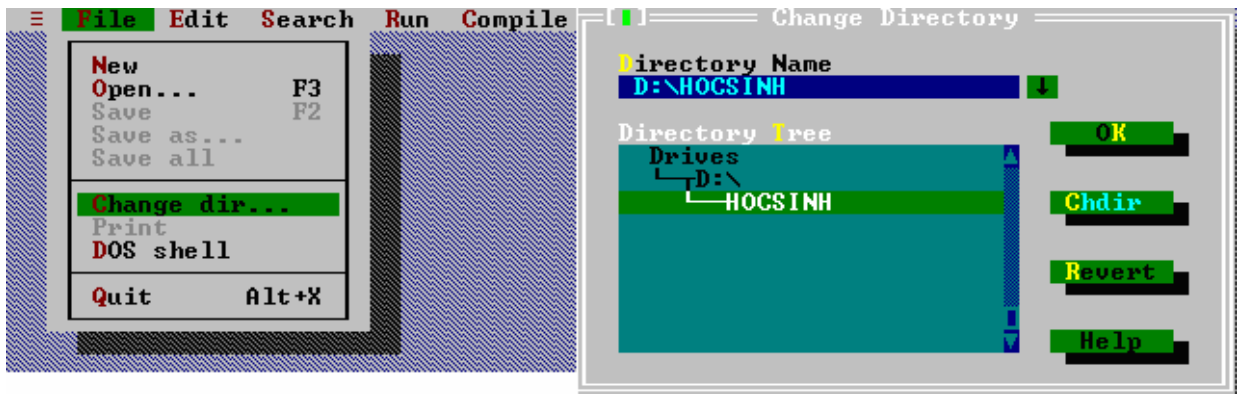 ≡ File Edit Search Run Compile
New
Open... F3
Save F2
Save as...
Save all
Change dir...
Print
DOS shell
Quit Alt+X
[▮] Change Directory
Directory Name
D:\HOCSINH ↓
Directory Tree
Drives
└─┬D:\
└──HOCSINH
OK
Chdir
Revert
Help